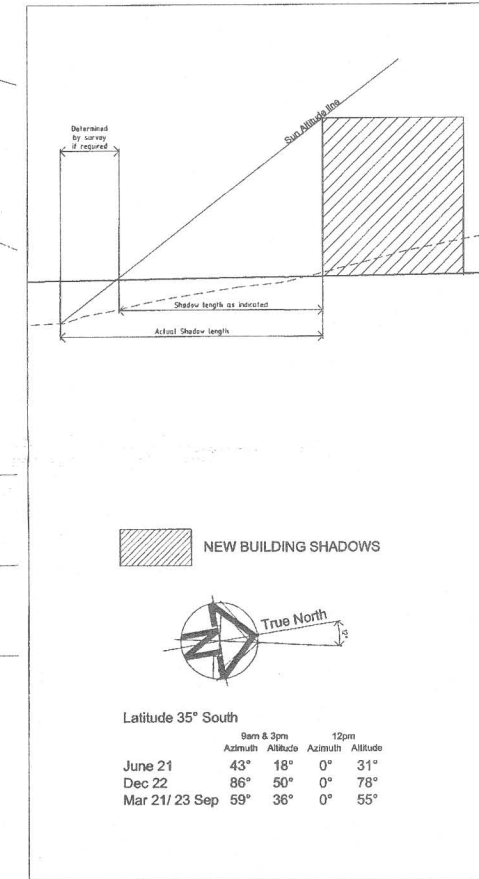 Determined
by survey
if required
Sun Altitude line
Shadow length as indicated
Actual Shadow length
NEW BUILDING SHADOWS
True North
N
Latitude 35° South
9am & 3pm 12pm
Azimuth Altitude Azimuth Altitude
June 21 43° 18° 0° 31°
Dec 22 86° 50° 0° 78°
Mar 21/ 23 Sep 59° 36° 0° 55°